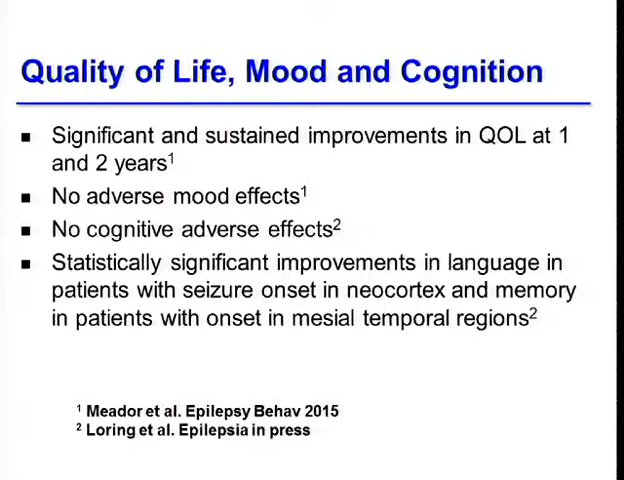 Quality of Life, Mood and Cognition
▪ Significant and sustained improvements in QOL at 1
and 2 years¹
▪ No adverse mood effects¹
▪ No cognitive adverse effects²
▪ Statistically significant improvements in language in
patients with seizure onset in neocortex and memory
in patients with onset in mesial temporal regions²
¹ Meador et al. Epilepsy Behav 2015
² Loring et al. Epilepsia in press